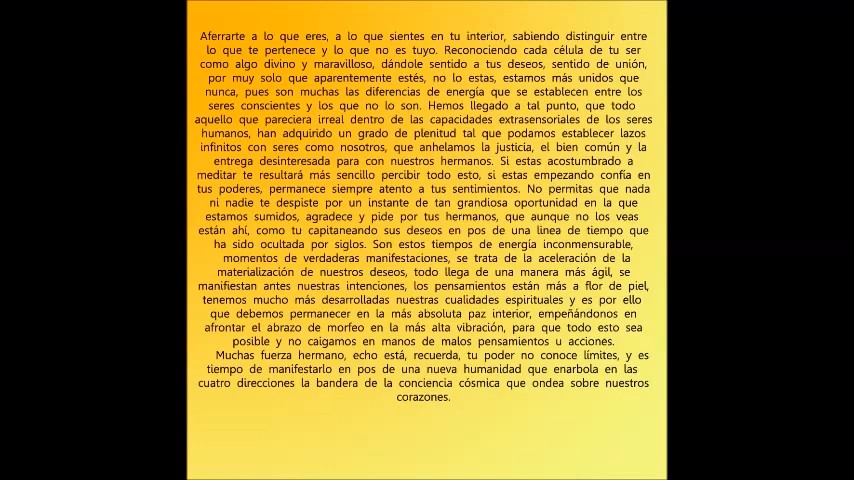 Aferrarte a lo que eres, a lo que sientes en tu interior, sabiendo distinguir entre
lo que te pertenece y lo que no es tuyo. Reconociendo cada célula de tu ser
como algo divino y maravilloso, dándole sentido a tus deseos, sentido de unión,
por muy solo que aparentemente estés, no lo estas, estamos más unidos que
nunca, pues son muchas las diferencias de energía que se establecen entre los
seres conscientes y los que no lo son. Hemos llegado a tal punto, que todo
aquello que pareciera irreal dentro de las capacidades extrasensoriales de los seres
humanos, han adquirido un grado de plenitud tal que podamos establecer lazos
infinitos con seres como nosotros, que anhelamos la justicia, el bien común y la
entrega desinteresada para con nuestros hermanos. Si estas acostumbrado a
meditar te resultará más sencillo percibir todo esto, si estas empezando confía en
tus poderes, permanece siempre atento a tus sentimientos. No permitas que nada
ni nadie te despiste por un instante de tan grandiosa oportunidad en la que
estamos sumidos, agradece y pide por tus hermanos, que aunque no los veas
están ahí, como tu capitaneando sus deseos en pos de una linea de tiempo que
ha sido ocultada por siglos. Son estos tiempos de energía inconmensurable,
momentos de verdaderas manifestaciones, se trata de la aceleración de la
materialización de nuestros deseos, todo llega de una manera más ágil, se
manifiestan antes nuestras intenciones, los pensamientos están más a flor de piel,
tenemos mucho más desarrolladas nuestras cualidades espirituales y es por ello
que debemos permanecer en la más absoluta paz interior, empeñándonos en
afrontar el abrazo de morfeo en la más alta vibración, para que todo esto sea
posible y no caigamos en manos de malos pensamientos u acciones.
Muchas fuerza hermano, echo está, recuerda, tu poder no conoce límites, y es
tiempo de manifestarlo en pos de una nueva humanidad que enarbola en las
cuatro direcciones la bandera de la conciencia cósmica que ondea sobre nuestros
corazones.